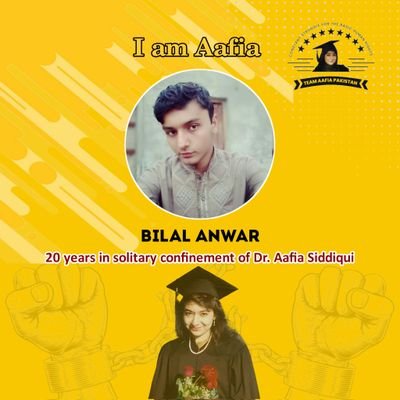 I am Aafia
TEAM AAFIA PAKISTAN
BILAL ANWAR
20 years in solitary confinement of Dr. Aafia Siddiqui